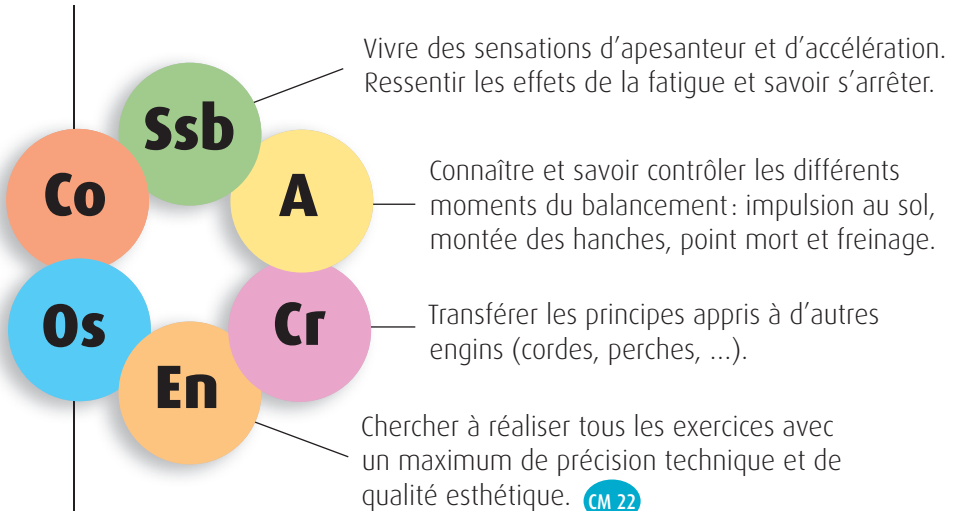 Vivre des sensations d'apesanteur et d'accélération.
Ressentir les effets de la fatigue et savoir s'arrêter.
Ssb
Co
A
Connaître et savoir contrôler les différents
moments du balancement : impulsion au sol,
montée des hanches, point mort et freinage.
Os
Cr
Transférer les principes appris à d'autres
engins (cordes, perches, ...).
En
Chercher à réaliser tous les exercices avec
un maximum de précision technique et de
qualité esthétique. CM 22